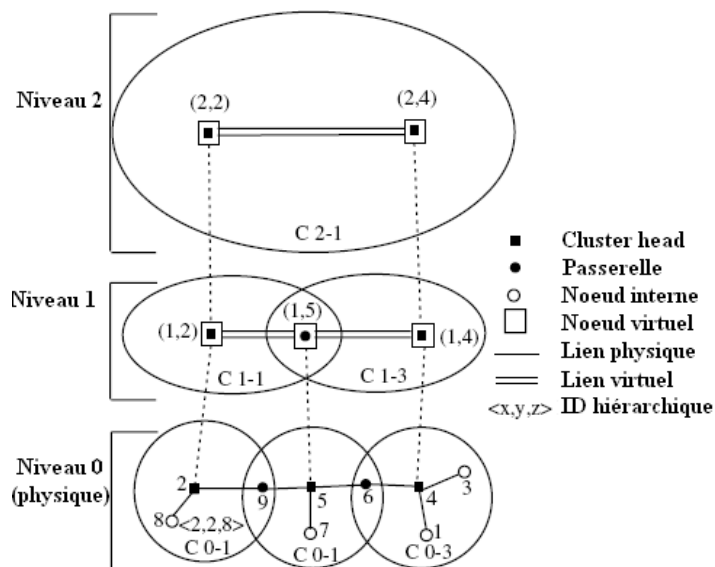 Niveau 2
(2,2)
(2,4)
C 2-1
Niveau 1
(1,2)
(1,5)
(1,4)
C 1-1
C 1-3
Cluster head
Passerelle
Noeud interne
Noeud virtuel
Lien physique
Lien virtuel
<x,y,z> ID hiérarchique
Niveau 0
(physique)
2
9
5
6
4
3
8
<2,2,8>
7
1
C 0-1
C 0-1
C 0-3